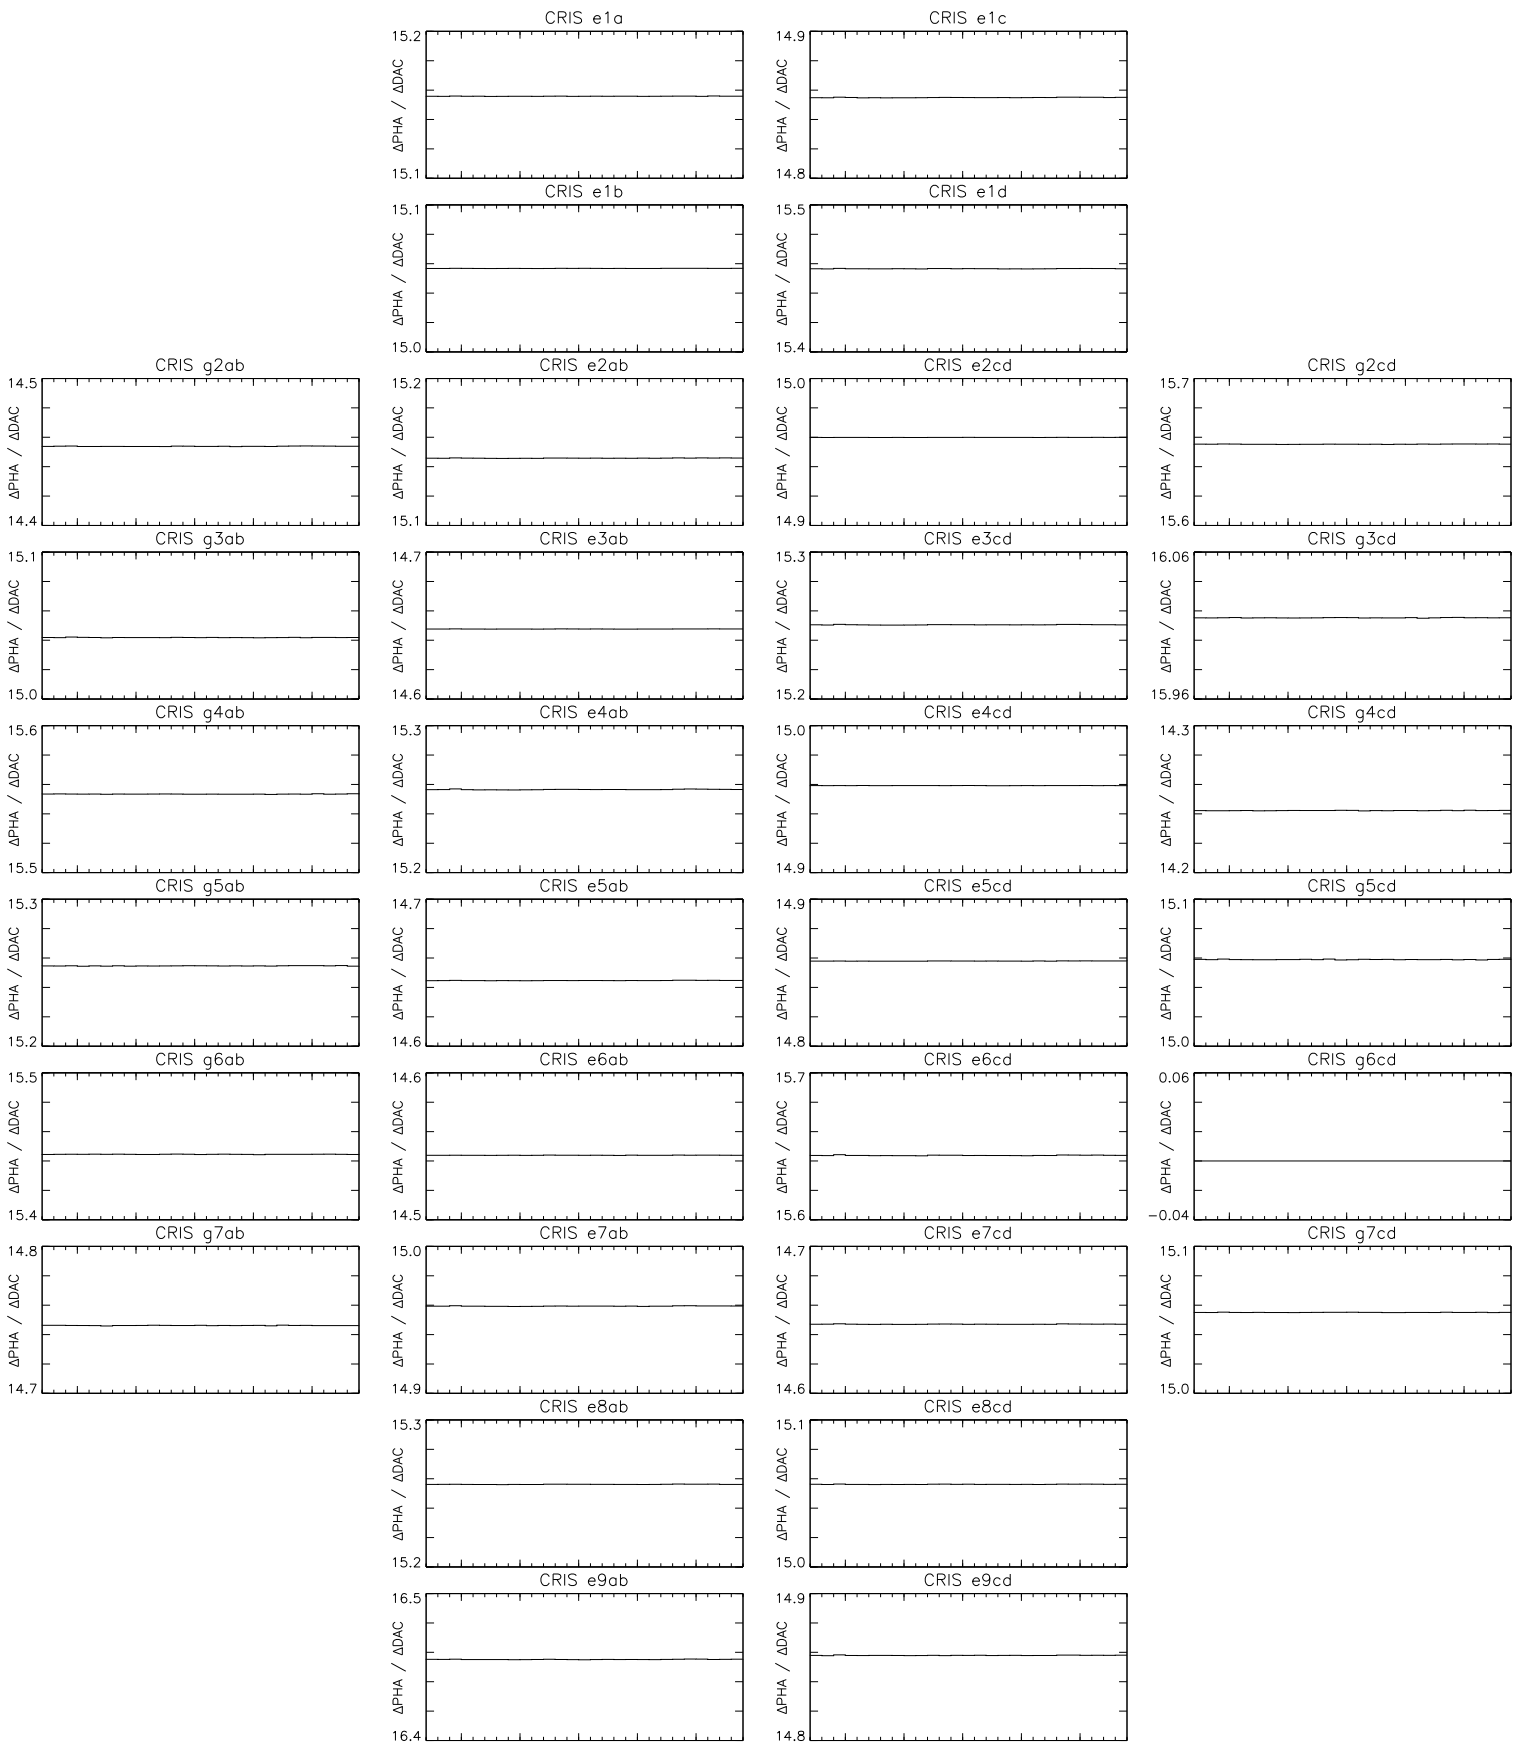 CRIS e1a
CRIS e1c
15.2
ΔPHA / ΔDAC
15.1
14.9
ΔPHA / ΔDAC
14.8
CRIS e1b
CRIS e1d
15.1
ΔPHA / ΔDAC
15.0
15.5
ΔPHA / ΔDAC
15.4
CRIS g2ab
CRIS e2ab
CRIS e2cd
CRIS g2cd
14.5
ΔPHA / ΔDAC
14.4
15.2
ΔPHA / ΔDAC
15.1
15.0
ΔPHA / ΔDAC
14.9
15.7
ΔPHA / ΔDAC
15.6
CRIS g3ab
CRIS e3ab
CRIS e3cd
CRIS g3cd
15.1
ΔPHA / ΔDAC
15.0
14.7
ΔPHA / ΔDAC
14.6
15.3
ΔPHA / ΔDAC
15.2
16.06
ΔPHA / ΔDAC
15.96
CRIS g4ab
CRIS e4ab
CRIS e4cd
CRIS g4cd
15.6
ΔPHA / ΔDAC
15.5
15.3
ΔPHA / ΔDAC
15.2
15.0
ΔPHA / ΔDAC
14.9
14.3
ΔPHA / ΔDAC
14.2
CRIS g5ab
CRIS e5ab
CRIS e5cd
CRIS g5cd
15.3
ΔPHA / ΔDAC
15.2
14.7
ΔPHA / ΔDAC
14.6
14.9
ΔPHA / ΔDAC
14.8
15.1
ΔPHA / ΔDAC
15.0
CRIS g6ab
CRIS e6ab
CRIS e6cd
CRIS g6cd
15.5
ΔPHA / ΔDAC
15.4
14.6
ΔPHA / ΔDAC
14.5
15.7
ΔPHA / ΔDAC
15.6
0.06
ΔPHA / ΔDAC
−0.04
CRIS g7ab
CRIS e7ab
CRIS e7cd
CRIS g7cd
14.8
ΔPHA / ΔDAC
14.7
15.0
ΔPHA / ΔDAC
14.9
14.7
ΔPHA / ΔDAC
14.6
15.1
ΔPHA / ΔDAC
15.0
CRIS e8ab
CRIS e8cd
15.3
ΔPHA / ΔDAC
15.2
15.1
ΔPHA / ΔDAC
15.0
CRIS e9ab
CRIS e9cd
16.5
ΔPHA / ΔDAC
16.4
14.9
ΔPHA / ΔDAC
14.8